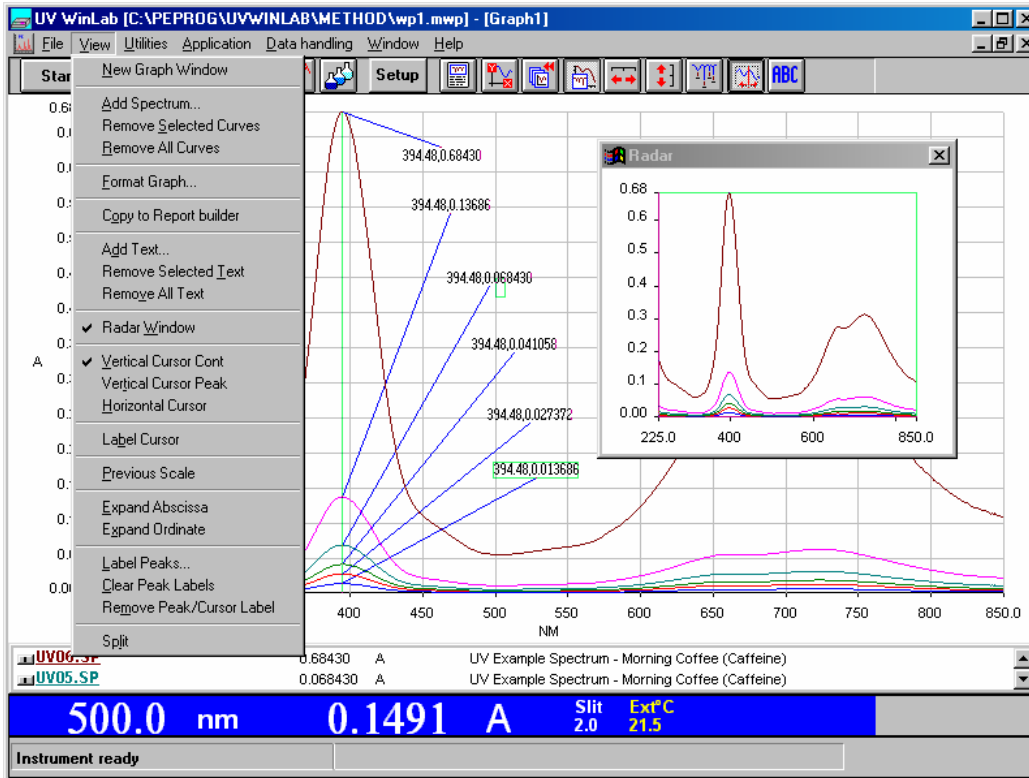 UV WinLab [C:\PEPROG\UVWINLAB\METHOD\wp1.mwp] - [Graph1]
File View Utilities Application Data handling Window Help
Setup ABC
New Graph Window
Add Spectrum...
Remove Selected Curves
Remove All Curves
Format Graph...
Copy to Report builder
Add Text...
Remove Selected Text
Remove All Text
✔ Radar Window
✔ Vertical Cursor Cont
Vertical Cursor Peak
Horizontal Cursor
Label Cursor
Previous Scale
Expand Abscissa
Expand Ordinate
Label Peaks...
Clear Peak Labels
Remove Peak/Cursor Label
Split
A
394.48,0.68430
394.48,0.13686
394.48,0.068430
394.48,0.041058
394.48,0.027372
394.48,0.013686
400 450 500 550 600 650 700 750 800 850.0
NM
Radar
0.68
0.6
0.5
0.4
0.3
0.2
0.1
0.00
225.0 400 600 850.0
UV06.SP 0.68430 A UV Example Spectrum - Morning Coffee (Caffeine)
UV05.SP 0.068430 A UV Example Spectrum - Morning Coffee (Caffeine)
500.0 nm 0.1491 A Slit Ext°C
2.0 21.5
Instrument ready